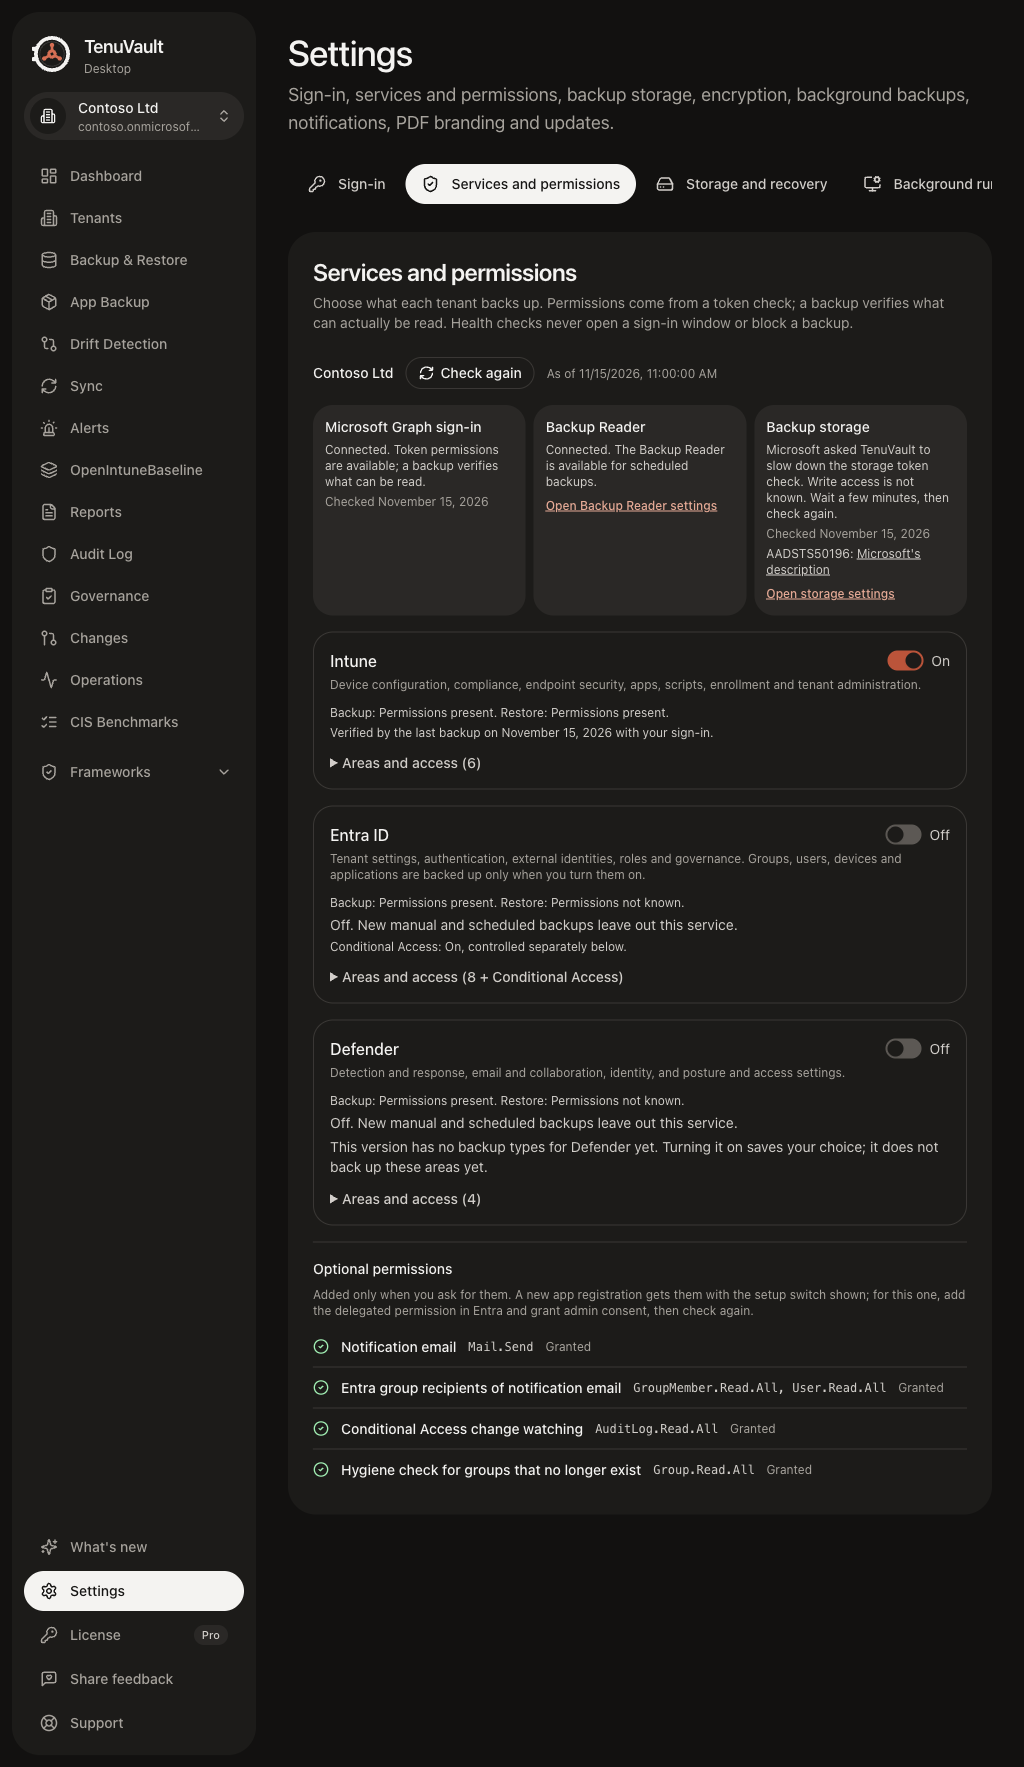 TenuVault
Desktop
Contoso Ltd
contoso.onmicrosof...
Dashboard
Tenants
Backup & Restore
App Backup
Drift Detection
Sync
Alerts
OpenIntuneBaseline
Reports
Audit Log
Governance
Changes
Operations
CIS Benchmarks
Frameworks
What's new
Settings
License
Pro
Share feedback
Support
Settings
Sign-in, services and permissions, backup storage, encryption, background backups,
notifications, PDF branding and updates.
Sign-in
Services and permissions
Storage and recovery
Background ru
Services and permissions
Choose what each tenant backs up. Permissions come from a token check; a backup verifies what
can actually be read. Health checks never open a sign-in window or block a backup.
Contoso Ltd
Check again
As of 11/15/2026, 11:00:00 AM
Microsoft Graph sign-in
Connected. Token permissions
are available; a backup verifies
what can be read.
Checked November 15, 2026
Backup Reader
Connected. The Backup Reader
is available for scheduled
backups.
Open Backup Reader settings
Backup storage
Microsoft asked TenuVault to
slow down the storage token
check. Write access is not
known. Wait a few minutes, then
check again.
Checked November 15, 2026
AADSTS50196: Microsoft's
description
Open storage settings
Intune
On
Device configuration, compliance, endpoint security, apps, scripts, enrollment and tenant administration.
Backup: Permissions present. Restore: Permissions present.
Verified by the last backup on November 15, 2026 with your sign-in.
Areas and access (6)
Entra ID
Off
Tenant settings, authentication, external identities, roles and governance. Groups, users, devices and
applications are backed up only when you turn them on.
Backup: Permissions present. Restore: Permissions not known.
Off. New manual and scheduled backups leave out this service.
Conditional Access: On, controlled separately below.
Areas and access (8 + Conditional Access)
Defender
Off
Detection and response, email and collaboration, identity, and posture and access settings.
Backup: Permissions present. Restore: Permissions not known.
Off. New manual and scheduled backups leave out this service.
This version has no backup types for Defender yet. Turning it on saves your choice; it does not
back up these areas yet.
Areas and access (4)
Optional permissions
Added only when you ask for them. A new app registration gets them with the setup switch shown; for this one, add
the delegated permission in Entra and grant admin consent, then check again.
Notification email Mail.Send Granted
Entra group recipients of notification email GroupMember.Read.All, User.Read.All Granted
Conditional Access change watching AuditLog.Read.All Granted
Hygiene check for groups that no longer exist Group.Read.All Granted